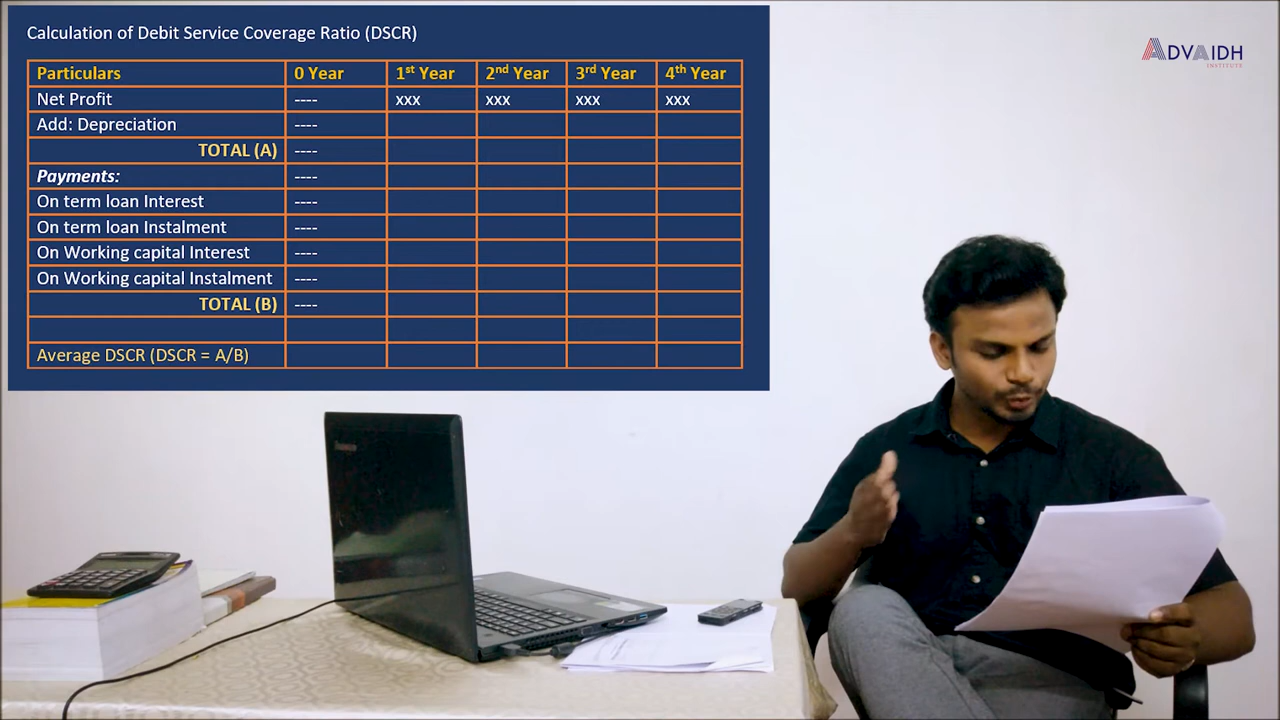 Calculation of Debit Service Coverage Ratio (DSCR)
Particulars 0 Year 1st Year 2nd Year 3rd Year 4th Year
Net Profit ---- xxx xxx xxx xxx
Add: Depreciation ----
TOTAL (A) ----
Payments: ----
On term loan Interest ----
On term loan Instalment ----
On Working capital Interest ----
On Working capital Instalment ----
TOTAL (B) ----
Average DSCR (DSCR = A/B)
ADVAIDH
INSTITUTE